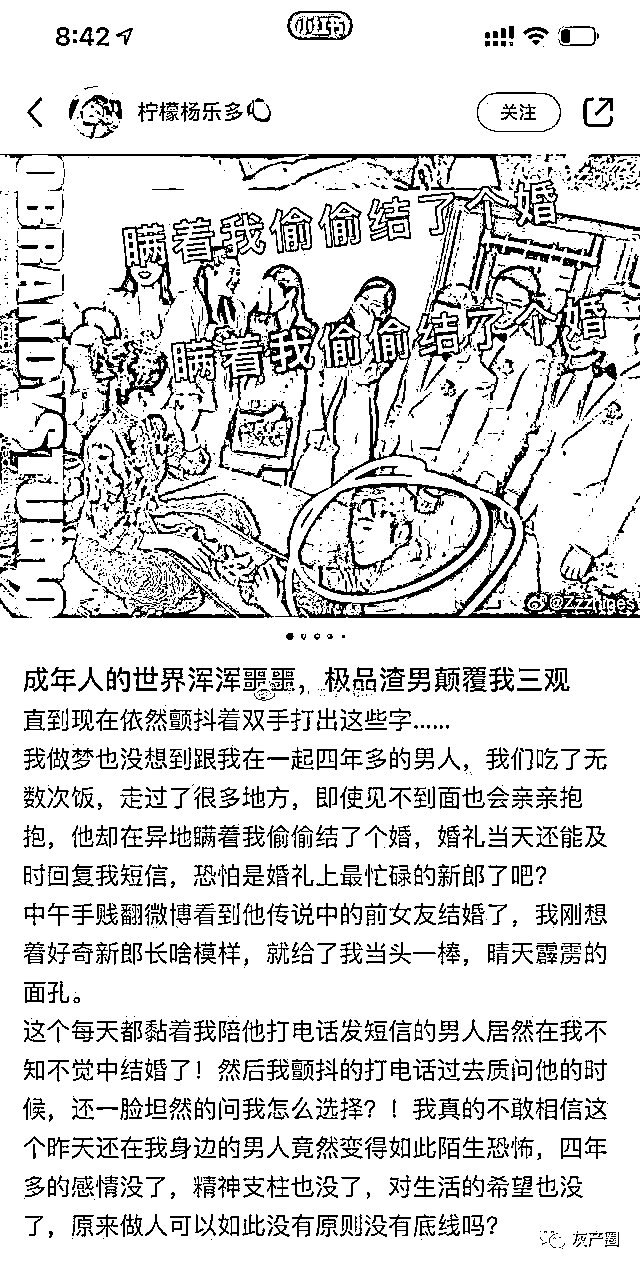 8:42
小红书
柠檬杨乐多
关注
OBRANDYSTUDIO
瞒着我偷偷结了个婚
瞒着我偷偷结了个婚
成年人的世界浑浑噩噩，极品渣男颠覆我三观
直到现在依然颤抖着双手打出这些字......
我做梦也没想到跟我在一起四年多的男人，我们吃了无
数次饭，走过了很多地方，即使见不到面也会亲亲抱
抱，他却在异地瞒着我偷偷结了个婚，婚礼当天还能及
时回复我短信，恐怕是婚礼上最忙碌的新郎了吧？
中午手贱翻微博看到他传说中的前女友结婚了，我刚想
着好奇新郎长啥模样，就给了我当头一棒，晴天霹雳的
面孔。
这个每天都黏着我陪他打电话发短信的男人居然在我不
知不觉中结婚了！然后我颤抖的打电话过去质问他的时
候，还一脸坦然的问我怎么选择？！我真的不敢相信这
个昨天还在我身边的男人竟然变得如此陌生恐怖，四年
多的感情没了，精神支柱也没了，对生活的希望也没
了，原来做人可以如此没有原则没有底线吗？
灰产圈